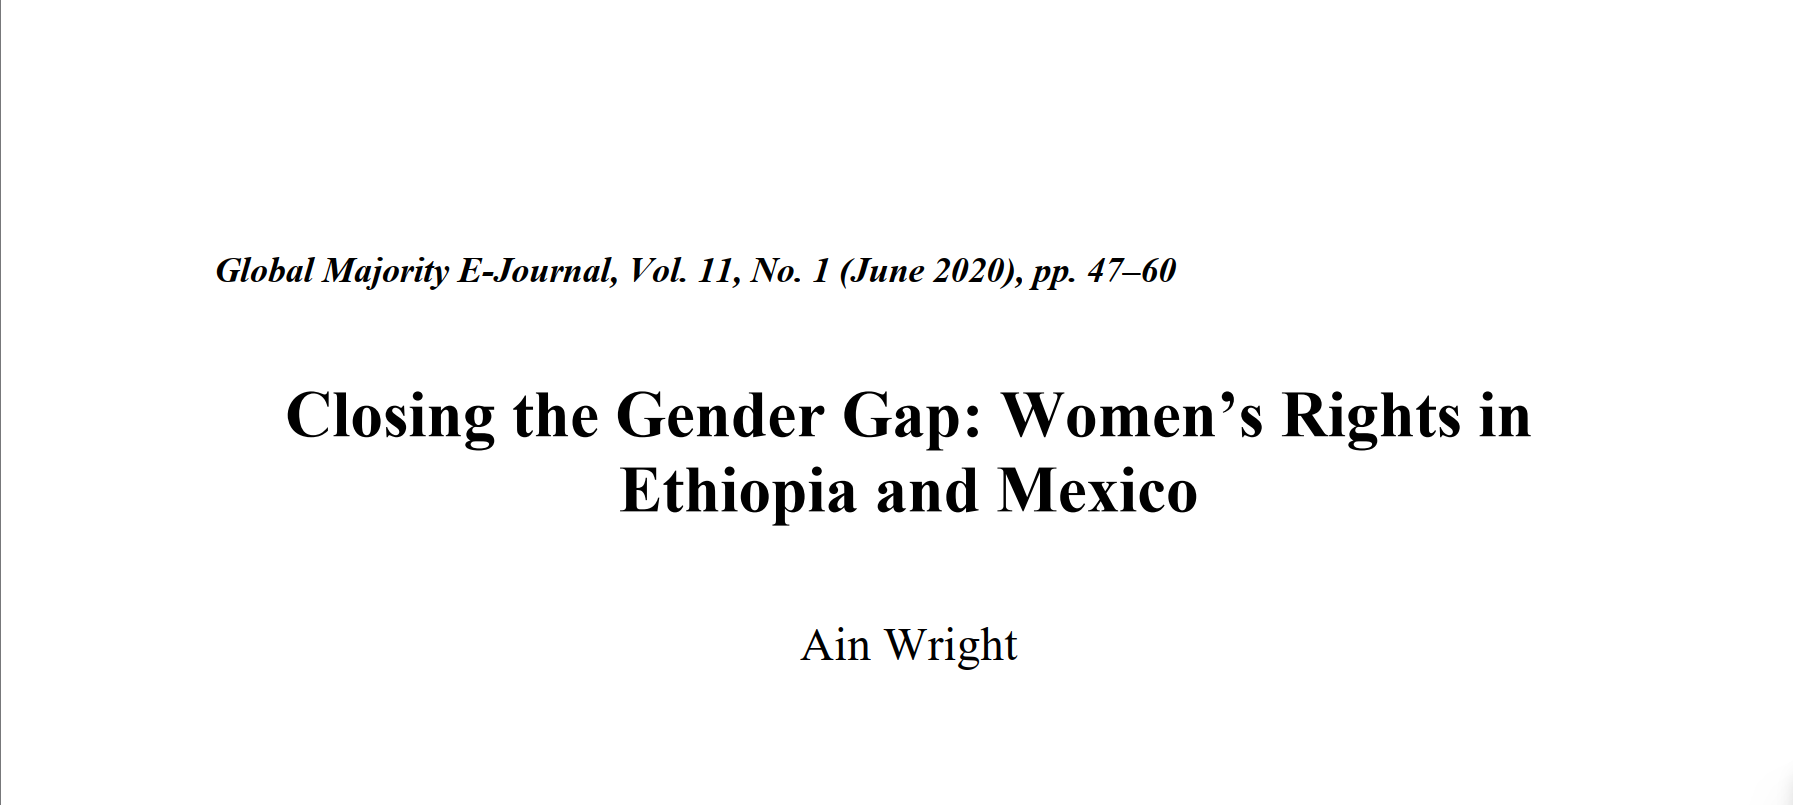 Global Majority E-Journal, Vol. 11, No. 1 (June 2020), pp. 47–60
Closing the Gender Gap: Women’s Rights in
Ethiopia and Mexico
Ain Wright